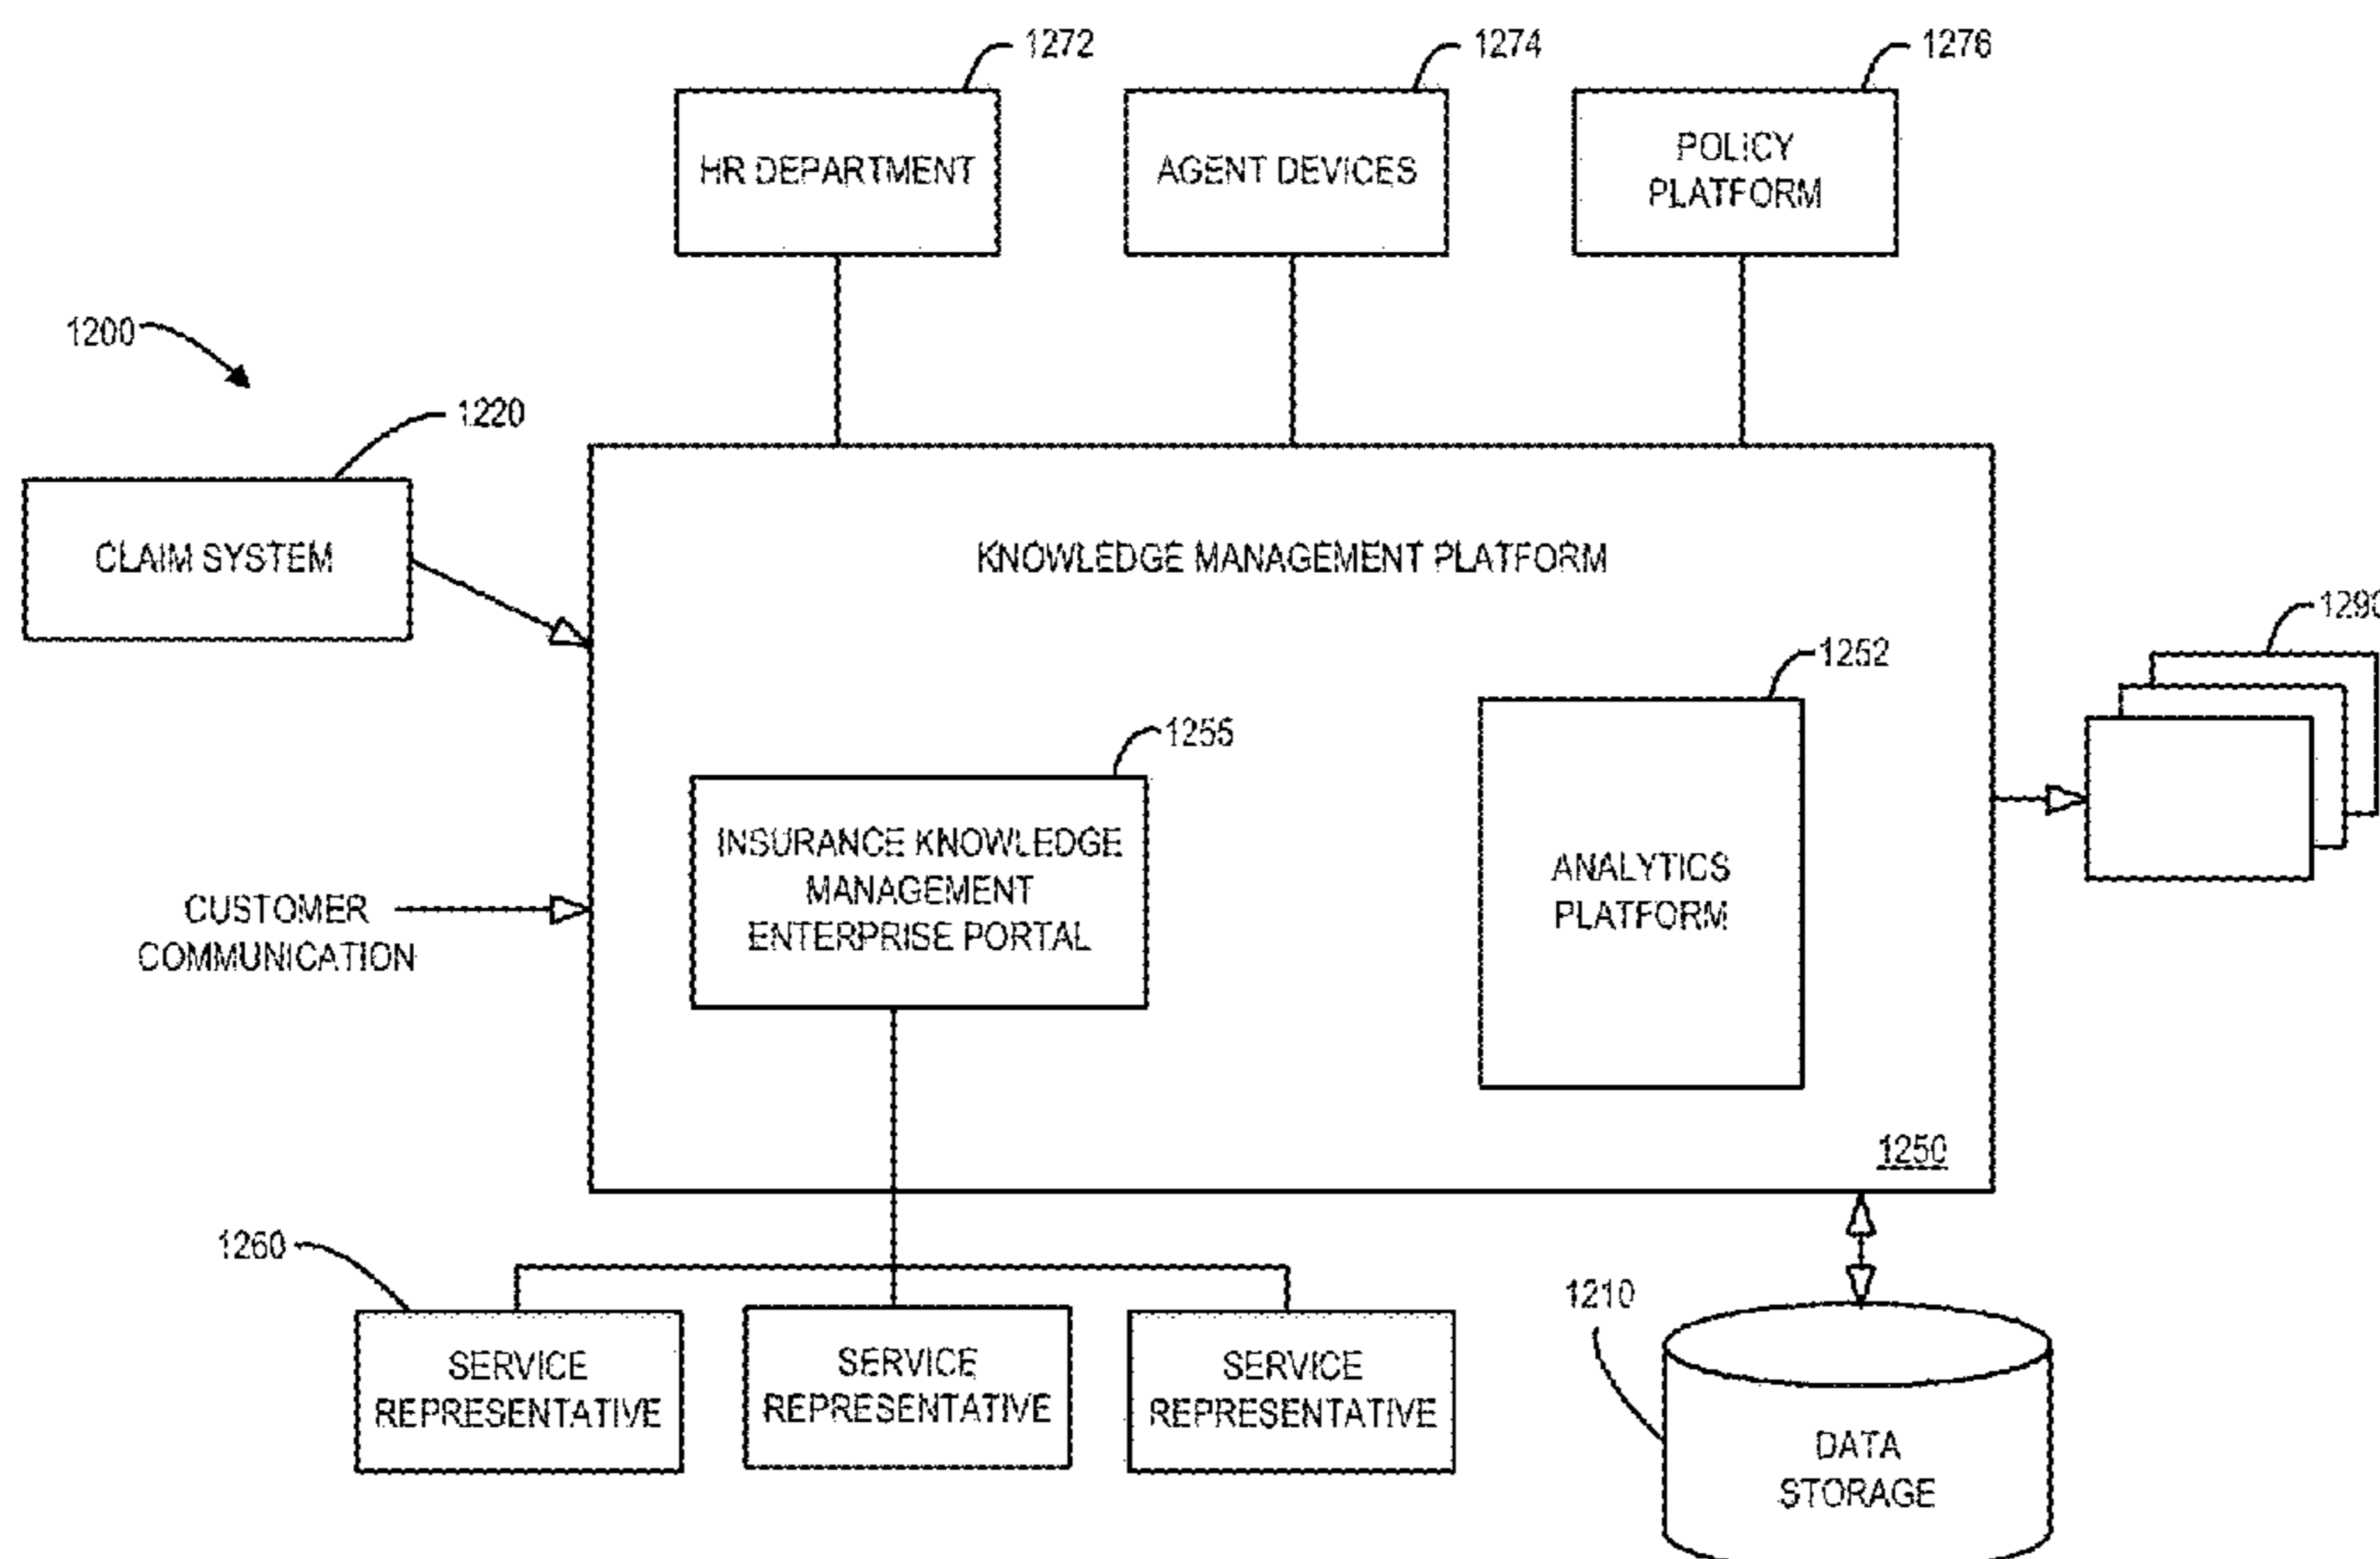 1272
1274
1276
HR DEPARTMENT
AGENT DEVICES
POLICY
PLATFORM
1200
1220
CLAIM SYSTEM
KNOWLEDGE MANAGEMENT PLATFORM
1290
1252
1255
INSURANCE KNOWLEDGE
MANAGEMENT
ENTERPRISE PORTAL
ANALYTICS
PLATFORM
CUSTOMER
COMMUNICATION
1250
1260
1210
SERVICE
REPRESENTATIVE
SERVICE
REPRESENTATIVE
SERVICE
REPRESENTATIVE
DATA
STORAGE